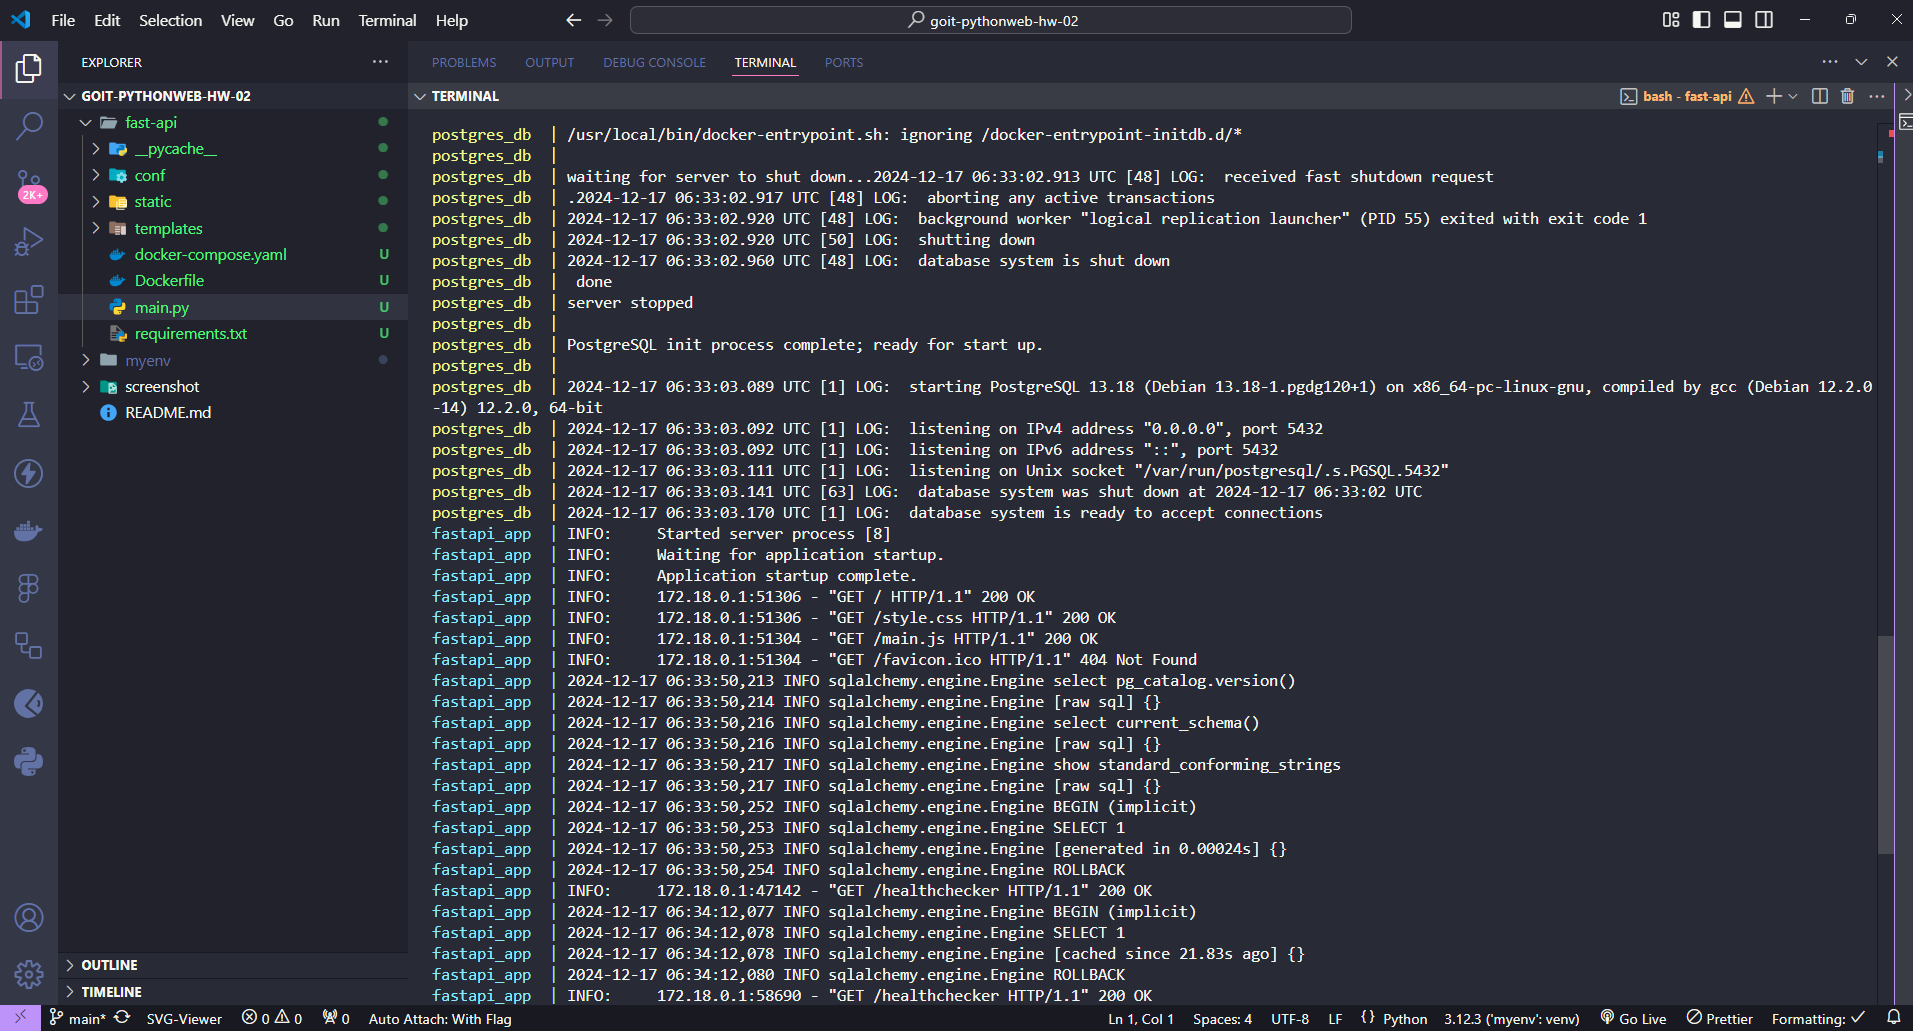 File Edit Selection View Go Run Terminal Help
goit-pythonweb-hw-02
EXPLORER
GOIT-PYTHONWEB-HW-02
fast-api
__pycache__
conf
static
templates
docker-compose.yaml U
Dockerfile U
main.py U
requirements.txt U
myenv
screenshot
README.md
OUTLINE
TIMELINE
2K+
PROBLEMS OUTPUT DEBUG CONSOLE TERMINAL PORTS
TERMINAL
bash - fast-api
postgres_db | /usr/local/bin/docker-entrypoint.sh: ignoring /docker-entrypoint-initdb.d/*
postgres_db |
postgres_db | waiting for server to shut down...2024-12-17 06:33:02.913 UTC [48] LOG:  received fast shutdown request
postgres_db | .2024-12-17 06:33:02.917 UTC [48] LOG:  aborting any active transactions
postgres_db | 2024-12-17 06:33:02.920 UTC [48] LOG:  background worker "logical replication launcher" (PID 55) exited with exit code 1
postgres_db | 2024-12-17 06:33:02.920 UTC [50] LOG:  shutting down
postgres_db | 2024-12-17 06:33:02.960 UTC [48] LOG:  database system is shut down
postgres_db |  done
postgres_db | server stopped
postgres_db |
postgres_db | PostgreSQL init process complete; ready for start up.
postgres_db |
postgres_db | 2024-12-17 06:33:03.089 UTC [1] LOG:  starting PostgreSQL 13.18 (Debian 13.18-1.pgdg120+1) on x86_64-pc-linux-gnu, compiled by gcc (Debian 12.2.0
-14) 12.2.0, 64-bit
postgres_db | 2024-12-17 06:33:03.092 UTC [1] LOG:  listening on IPv4 address "0.0.0.0", port 5432
postgres_db | 2024-12-17 06:33:03.092 UTC [1] LOG:  listening on IPv6 address "::", port 5432
postgres_db | 2024-12-17 06:33:03.111 UTC [1] LOG:  listening on Unix socket "/var/run/postgresql/.s.PGSQL.5432"
postgres_db | 2024-12-17 06:33:03.141 UTC [63] LOG:  database system was shut down at 2024-12-17 06:33:02 UTC
postgres_db | 2024-12-17 06:33:03.170 UTC [1] LOG:  database system is ready to accept connections
fastapi_app | INFO:     Started server process [8]
fastapi_app | INFO:     Waiting for application startup.
fastapi_app | INFO:     Application startup complete.
fastapi_app | INFO:     172.18.0.1:51306 - "GET / HTTP/1.1" 200 OK
fastapi_app | INFO:     172.18.0.1:51306 - "GET /style.css HTTP/1.1" 200 OK
fastapi_app | INFO:     172.18.0.1:51304 - "GET /main.js HTTP/1.1" 200 OK
fastapi_app | INFO:     172.18.0.1:51304 - "GET /favicon.ico HTTP/1.1" 404 Not Found
fastapi_app | 2024-12-17 06:33:50,213 INFO sqlalchemy.engine.Engine select pg_catalog.version()
fastapi_app | 2024-12-17 06:33:50,214 INFO sqlalchemy.engine.Engine [raw sql] {}
fastapi_app | 2024-12-17 06:33:50,216 INFO sqlalchemy.engine.Engine select current_schema()
fastapi_app | 2024-12-17 06:33:50,216 INFO sqlalchemy.engine.Engine [raw sql] {}
fastapi_app | 2024-12-17 06:33:50,217 INFO sqlalchemy.engine.Engine show standard_conforming_strings
fastapi_app | 2024-12-17 06:33:50,217 INFO sqlalchemy.engine.Engine [raw sql] {}
fastapi_app | 2024-12-17 06:33:50,252 INFO sqlalchemy.engine.Engine BEGIN (implicit)
fastapi_app | 2024-12-17 06:33:50,253 INFO sqlalchemy.engine.Engine SELECT 1
fastapi_app | 2024-12-17 06:33:50,253 INFO sqlalchemy.engine.Engine [generated in 0.00024s] {}
fastapi_app | 2024-12-17 06:33:50,254 INFO sqlalchemy.engine.Engine ROLLBACK
fastapi_app | INFO:     172.18.0.1:47142 - "GET /healthchecker HTTP/1.1" 200 OK
fastapi_app | 2024-12-17 06:34:12,077 INFO sqlalchemy.engine.Engine BEGIN (implicit)
fastapi_app | 2024-12-17 06:34:12,078 INFO sqlalchemy.engine.Engine SELECT 1
fastapi_app | 2024-12-17 06:34:12,078 INFO sqlalchemy.engine.Engine [cached since 21.83s ago] {}
fastapi_app | 2024-12-17 06:34:12,080 INFO sqlalchemy.engine.Engine ROLLBACK
fastapi_app | INFO:     172.18.0.1:58690 - "GET /healthchecker HTTP/1.1" 200 OK
main* SVG-Viewer 0 0 0 Auto Attach: With Flag Ln 1, Col 1 Spaces: 4 UTF-8 LF {} Python 3.12.3 ('myenv': venv) Go Live Prettier Formatting: ✓